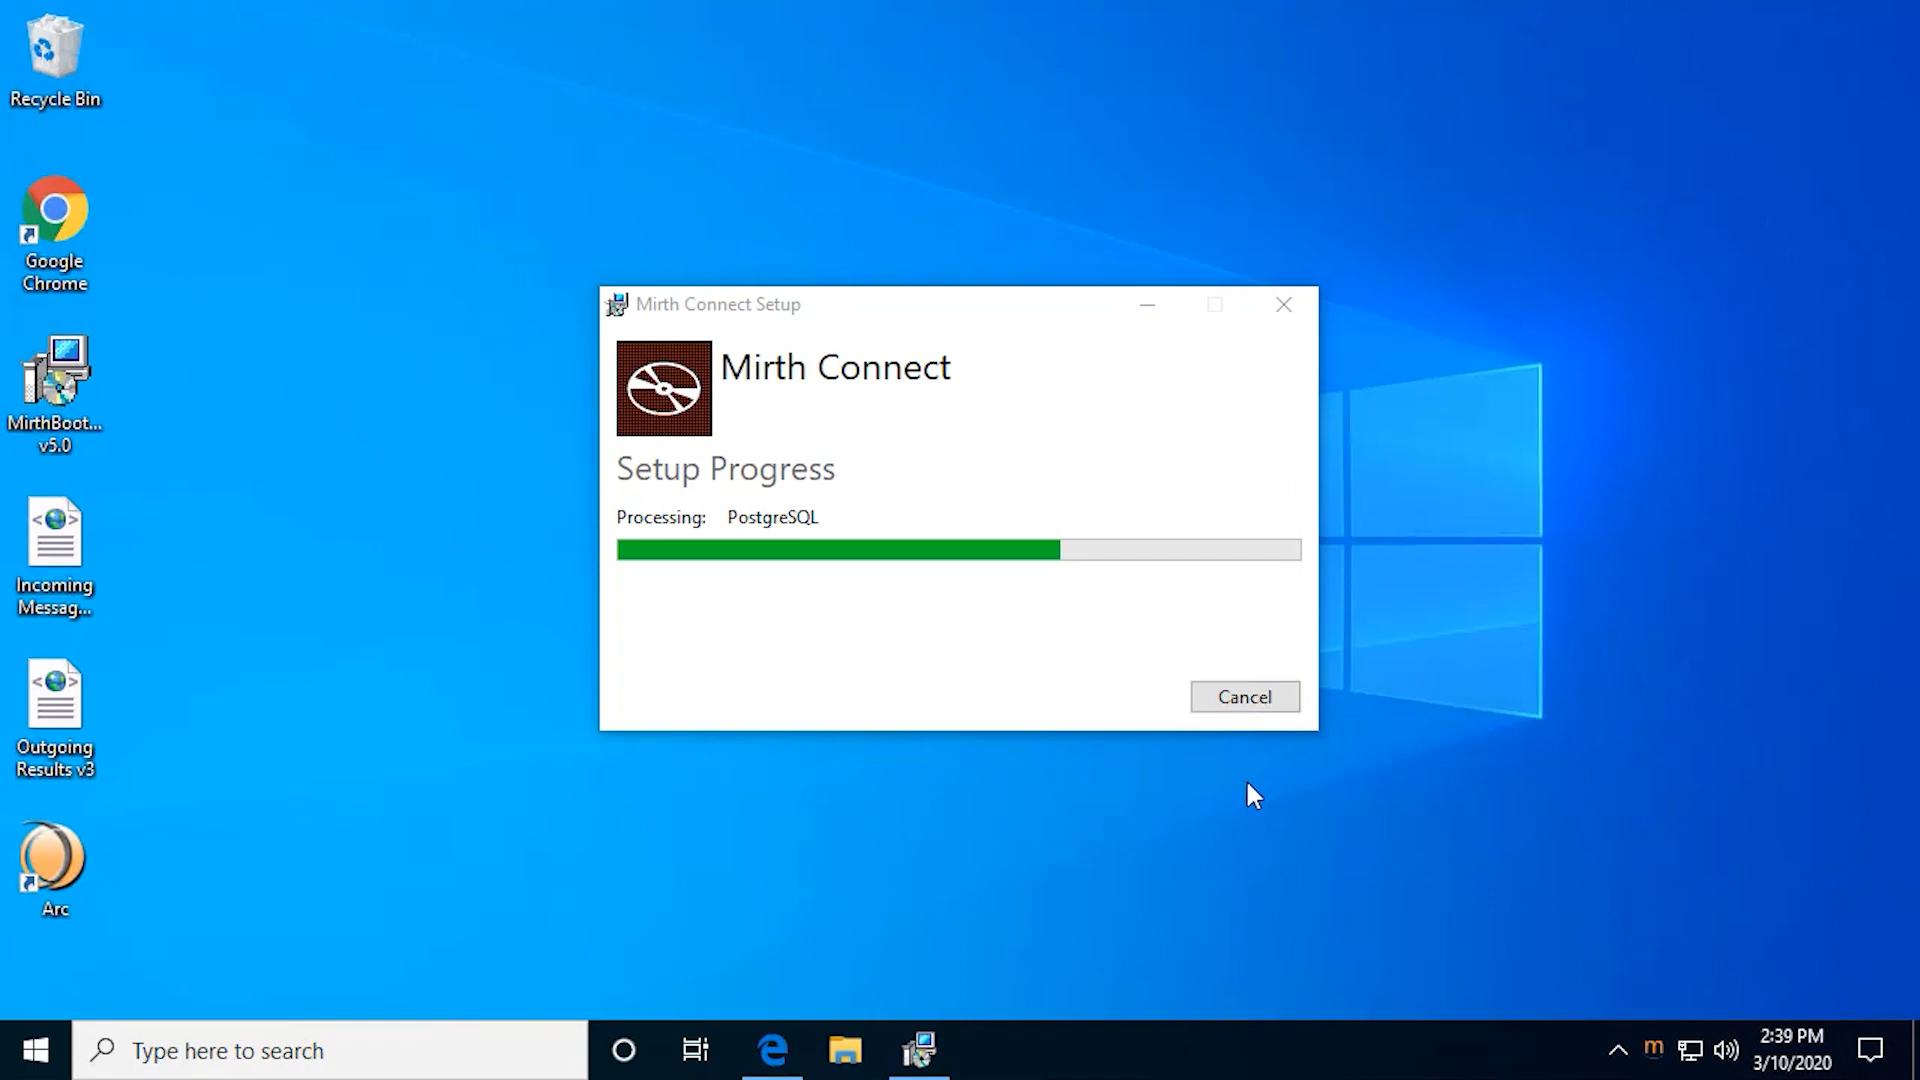 Recycle Bin
Google
Chrome
MirthBoot...
v5.0
Incoming
Messag...
Outgoing
Results v3
Arc
Mirth Connect Setup
Mirth Connect
Setup Progress
Processing: PostgreSQL
Cancel
Type here to search
m
2:39 PM
3/10/2020